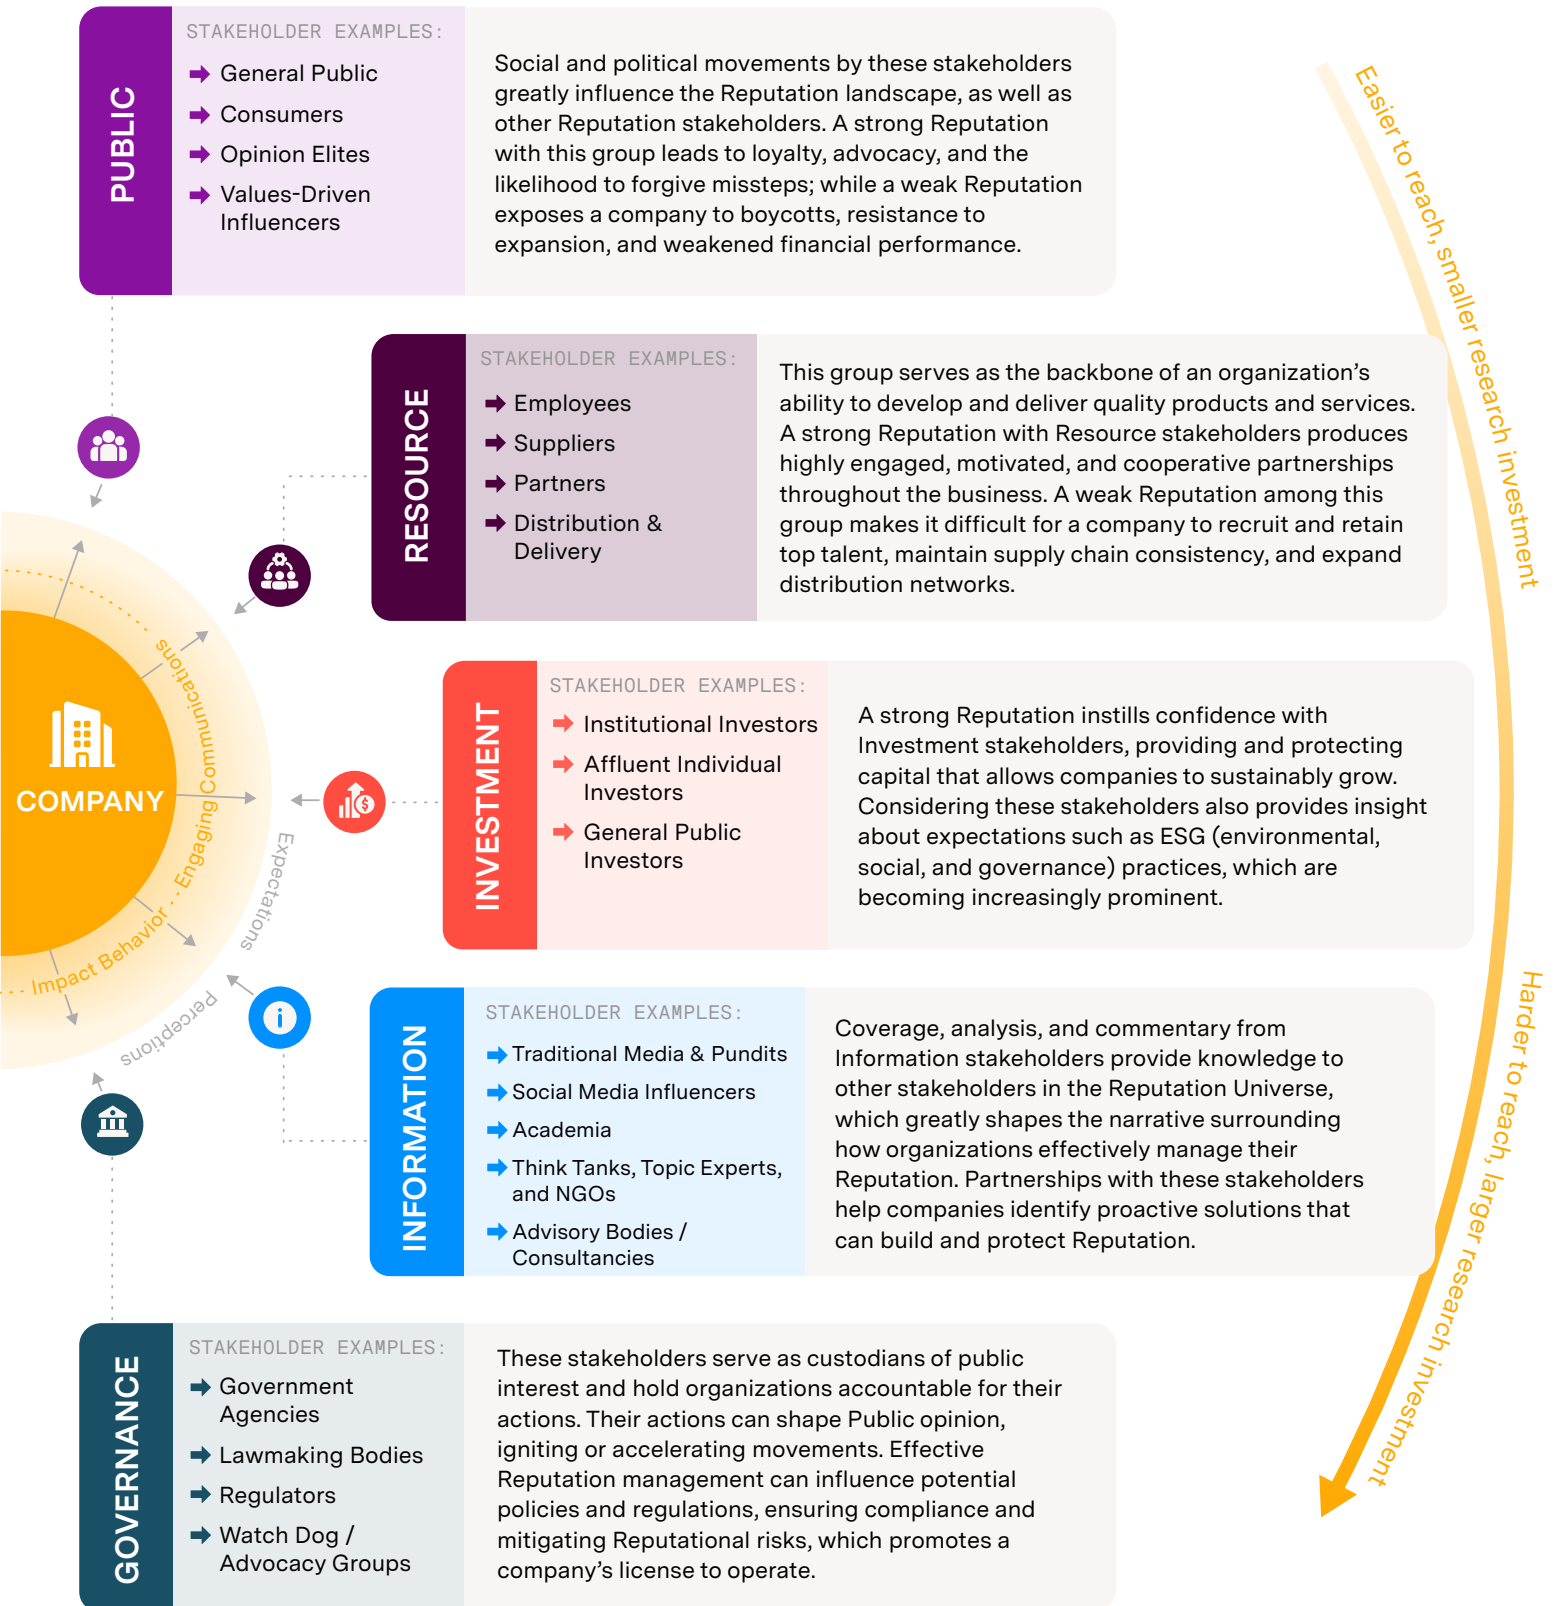 PUBLIC
STAKEHOLDER EXAMPLES:
General Public
Consumers
Opinion Elites
Values-Driven
Influencers
Social and political movements by these stakeholders
greatly influence the Reputation landscape, as well as
other Reputation stakeholders. A strong Reputation
with this group leads to loyalty, advocacy, and the
likelihood to forgive missteps; while a weak Reputation
exposes a company to boycotts, resistance to
expansion, and weakened financial performance.
Easier to reach, smaller research investment
RESOURCE
STAKEHOLDER EXAMPLES:
Employees
Suppliers
Partners
Distribution &
Delivery
This group serves as the backbone of an organization’s
ability to develop and deliver quality products and services.
A strong Reputation with Resource stakeholders produces
highly engaged, motivated, and cooperative partnerships
throughout the business. A weak Reputation among this
group makes it difficult for a company to recruit and retain
top talent, maintain supply chain consistency, and expand
distribution networks.
COMPANY
Engaging Communications
Impact Behavior
Expectations
Perceptions
INVESTMENT
STAKEHOLDER EXAMPLES:
Institutional Investors
Affluent Individual
Investors
General Public
Investors
A strong Reputation instills confidence with
Investment stakeholders, providing and protecting
capital that allows companies to sustainably grow.
Considering these stakeholders also provides insight
about expectations such as ESG (environmental,
social, and governance) practices, which are
becoming increasingly prominent.
INFORMATION
STAKEHOLDER EXAMPLES:
Traditional Media & Pundits
Social Media Influencers
Academia
Think Tanks, Topic Experts,
and NGOs
Advisory Bodies /
Consultancies
Coverage, analysis, and commentary from
Information stakeholders provide knowledge to
other stakeholders in the Reputation Universe,
which greatly shapes the narrative surrounding
how organizations effectively manage their
Reputation. Partnerships with these stakeholders
help companies identify proactive solutions that
can build and protect Reputation.
Harder to reach, larger research investment
GOVERNANCE
STAKEHOLDER EXAMPLES:
Government
Agencies
Lawmaking Bodies
Regulators
Watch Dog /
Advocacy Groups
These stakeholders serve as custodians of public
interest and hold organizations accountable for their
actions. Their actions can shape Public opinion,
igniting or accelerating movements. Effective
Reputation management can influence potential
policies and regulations, ensuring compliance and
mitigating Reputational risks, which promotes a
company’s license to operate.